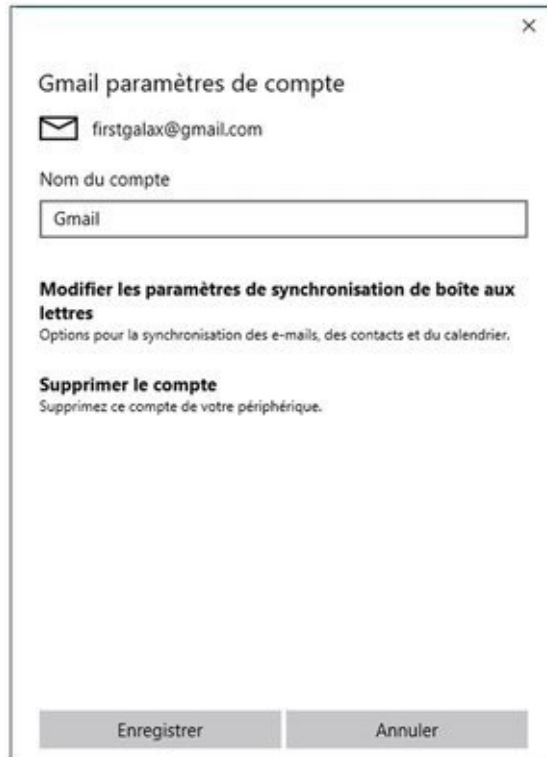 Gmail paramètres de compte
firstgalax@gmail.com
Nom du compte
Gmail
Modifier les paramètres de synchronisation de boîte aux
lettres
Options pour la synchronisation des e-mails, des contacts et du calendrier.
Supprimer le compte
Supprimez ce compte de votre périphérique.
Enregistrer
Annuler